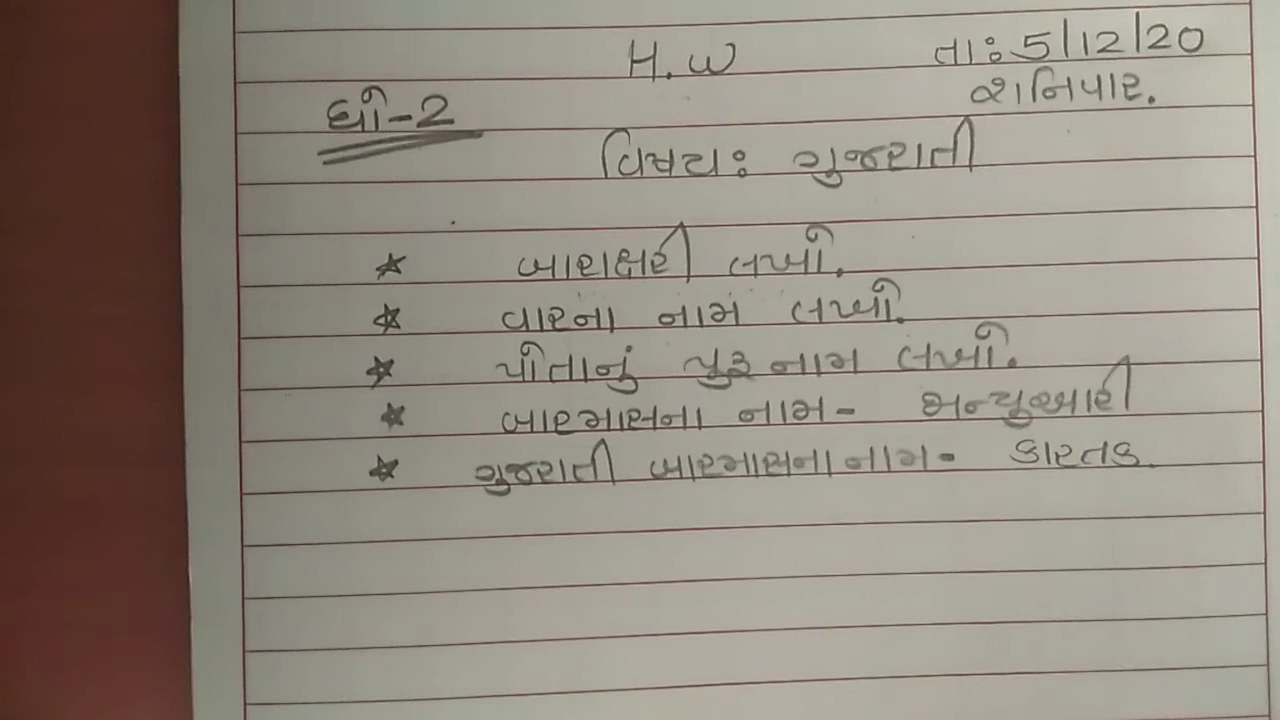 H.W તા: 5/12/20
શનિવાર.
ધો-2
વિષય: ગુજરાતી
★ બારાક્ષરી લખો.
★ વારના નામ લખો.
★ પોતાનું પુરૂ નામ લખો.
★ બારમાસના નામ - જાન્યુઆરી
★ ગુજરાતી બારમાસના નામ - કારતક.